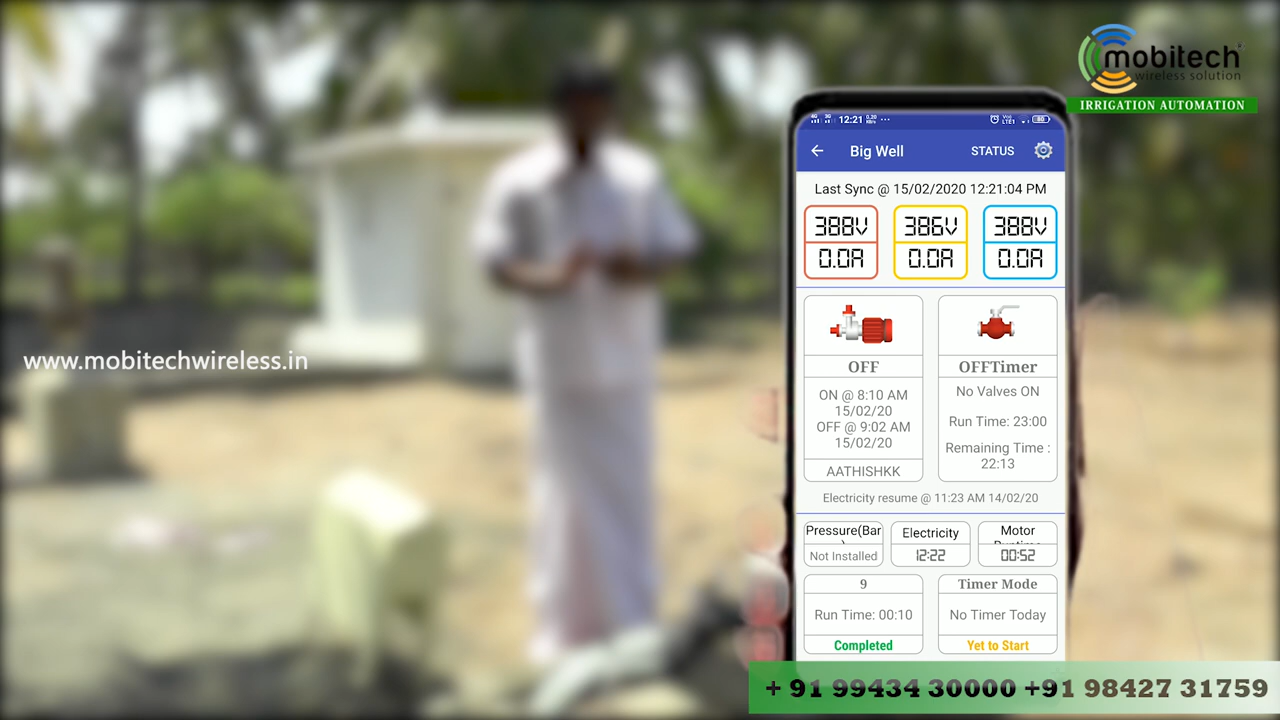 mobitech
wireless solution
IRRIGATION AUTOMATION
www.mobitechwireless.in
12:21
Big Well
STATUS
Last Sync @ 15/02/2020 12:21:04 PM
388V
386V
388V
0.0A
0.0A
0.0A
OFF
ON @ 8:10 AM
15/02/20
OFF @ 9:02 AM
15/02/20
AATHISHKK
OFFTimer
No Valves ON
Run Time: 23:00
Remaining Time :
22:13
Electricity resume @ 11:23 AM 14/02/20
Pressure(Bar
)
Not Installed
Electricity
12:22
Motor
00:52
9
Run Time: 00:10
Completed
Timer Mode
No Timer Today
Yet to Start
+ 91 99434 30000 +91 98427 31759